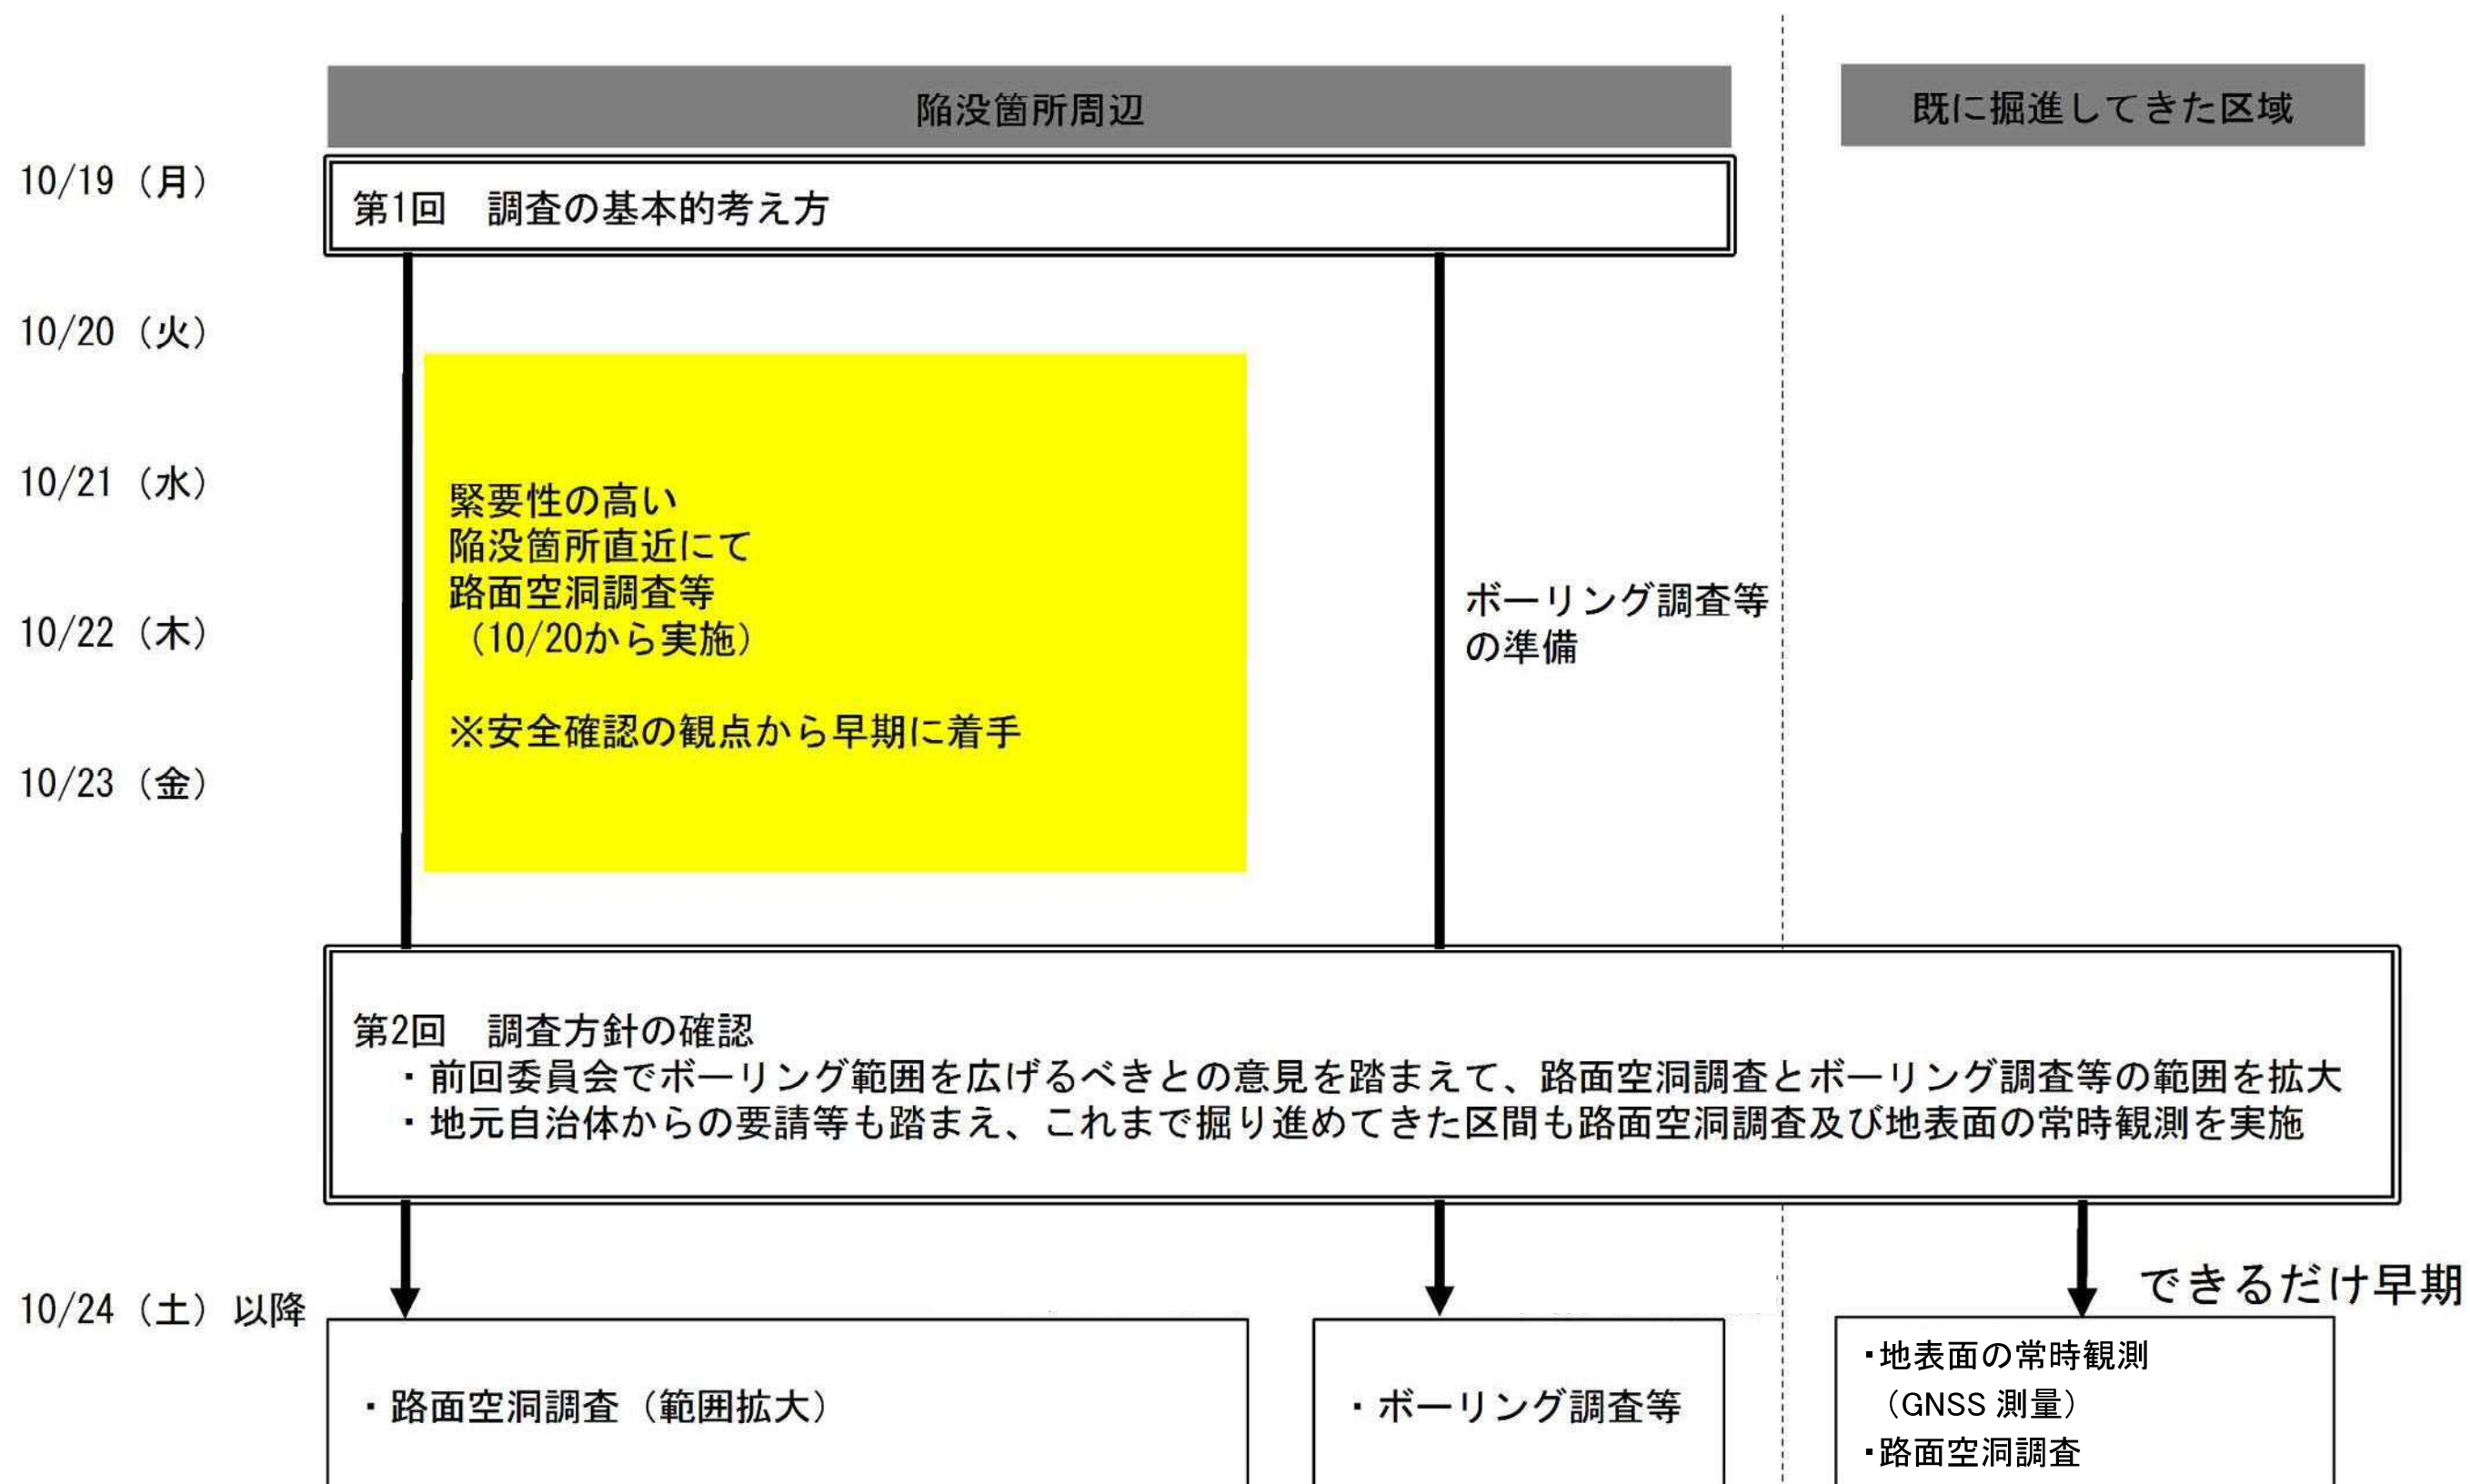 陥没箇所周辺
既に掘進してきた区域
10/19（月）
第1回　調査の基本的考え方
10/20（火）
10/21（水）
緊要性の高い
陥没箇所直近にて
路面空洞調査等
（10/20から実施）
※安全確認の観点から早期に着手
ボーリング調査等
の準備
10/22（木）
10/23（金）
第2回　調査方針の確認
・前回委員会でボーリング範囲を広げるべきとの意見を踏まえて、路面空洞調査とボーリング調査等の範囲を拡大
・地元自治体からの要請等も踏まえ、これまで掘り進めてきた区間も路面空洞調査及び地表面の常時観測を実施
できるだけ早期
10/24（土）以降
・路面空洞調査（範囲拡大）
・ボーリング調査等
・地表面の常時観測
（GNSS 測量）
・路面空洞調査